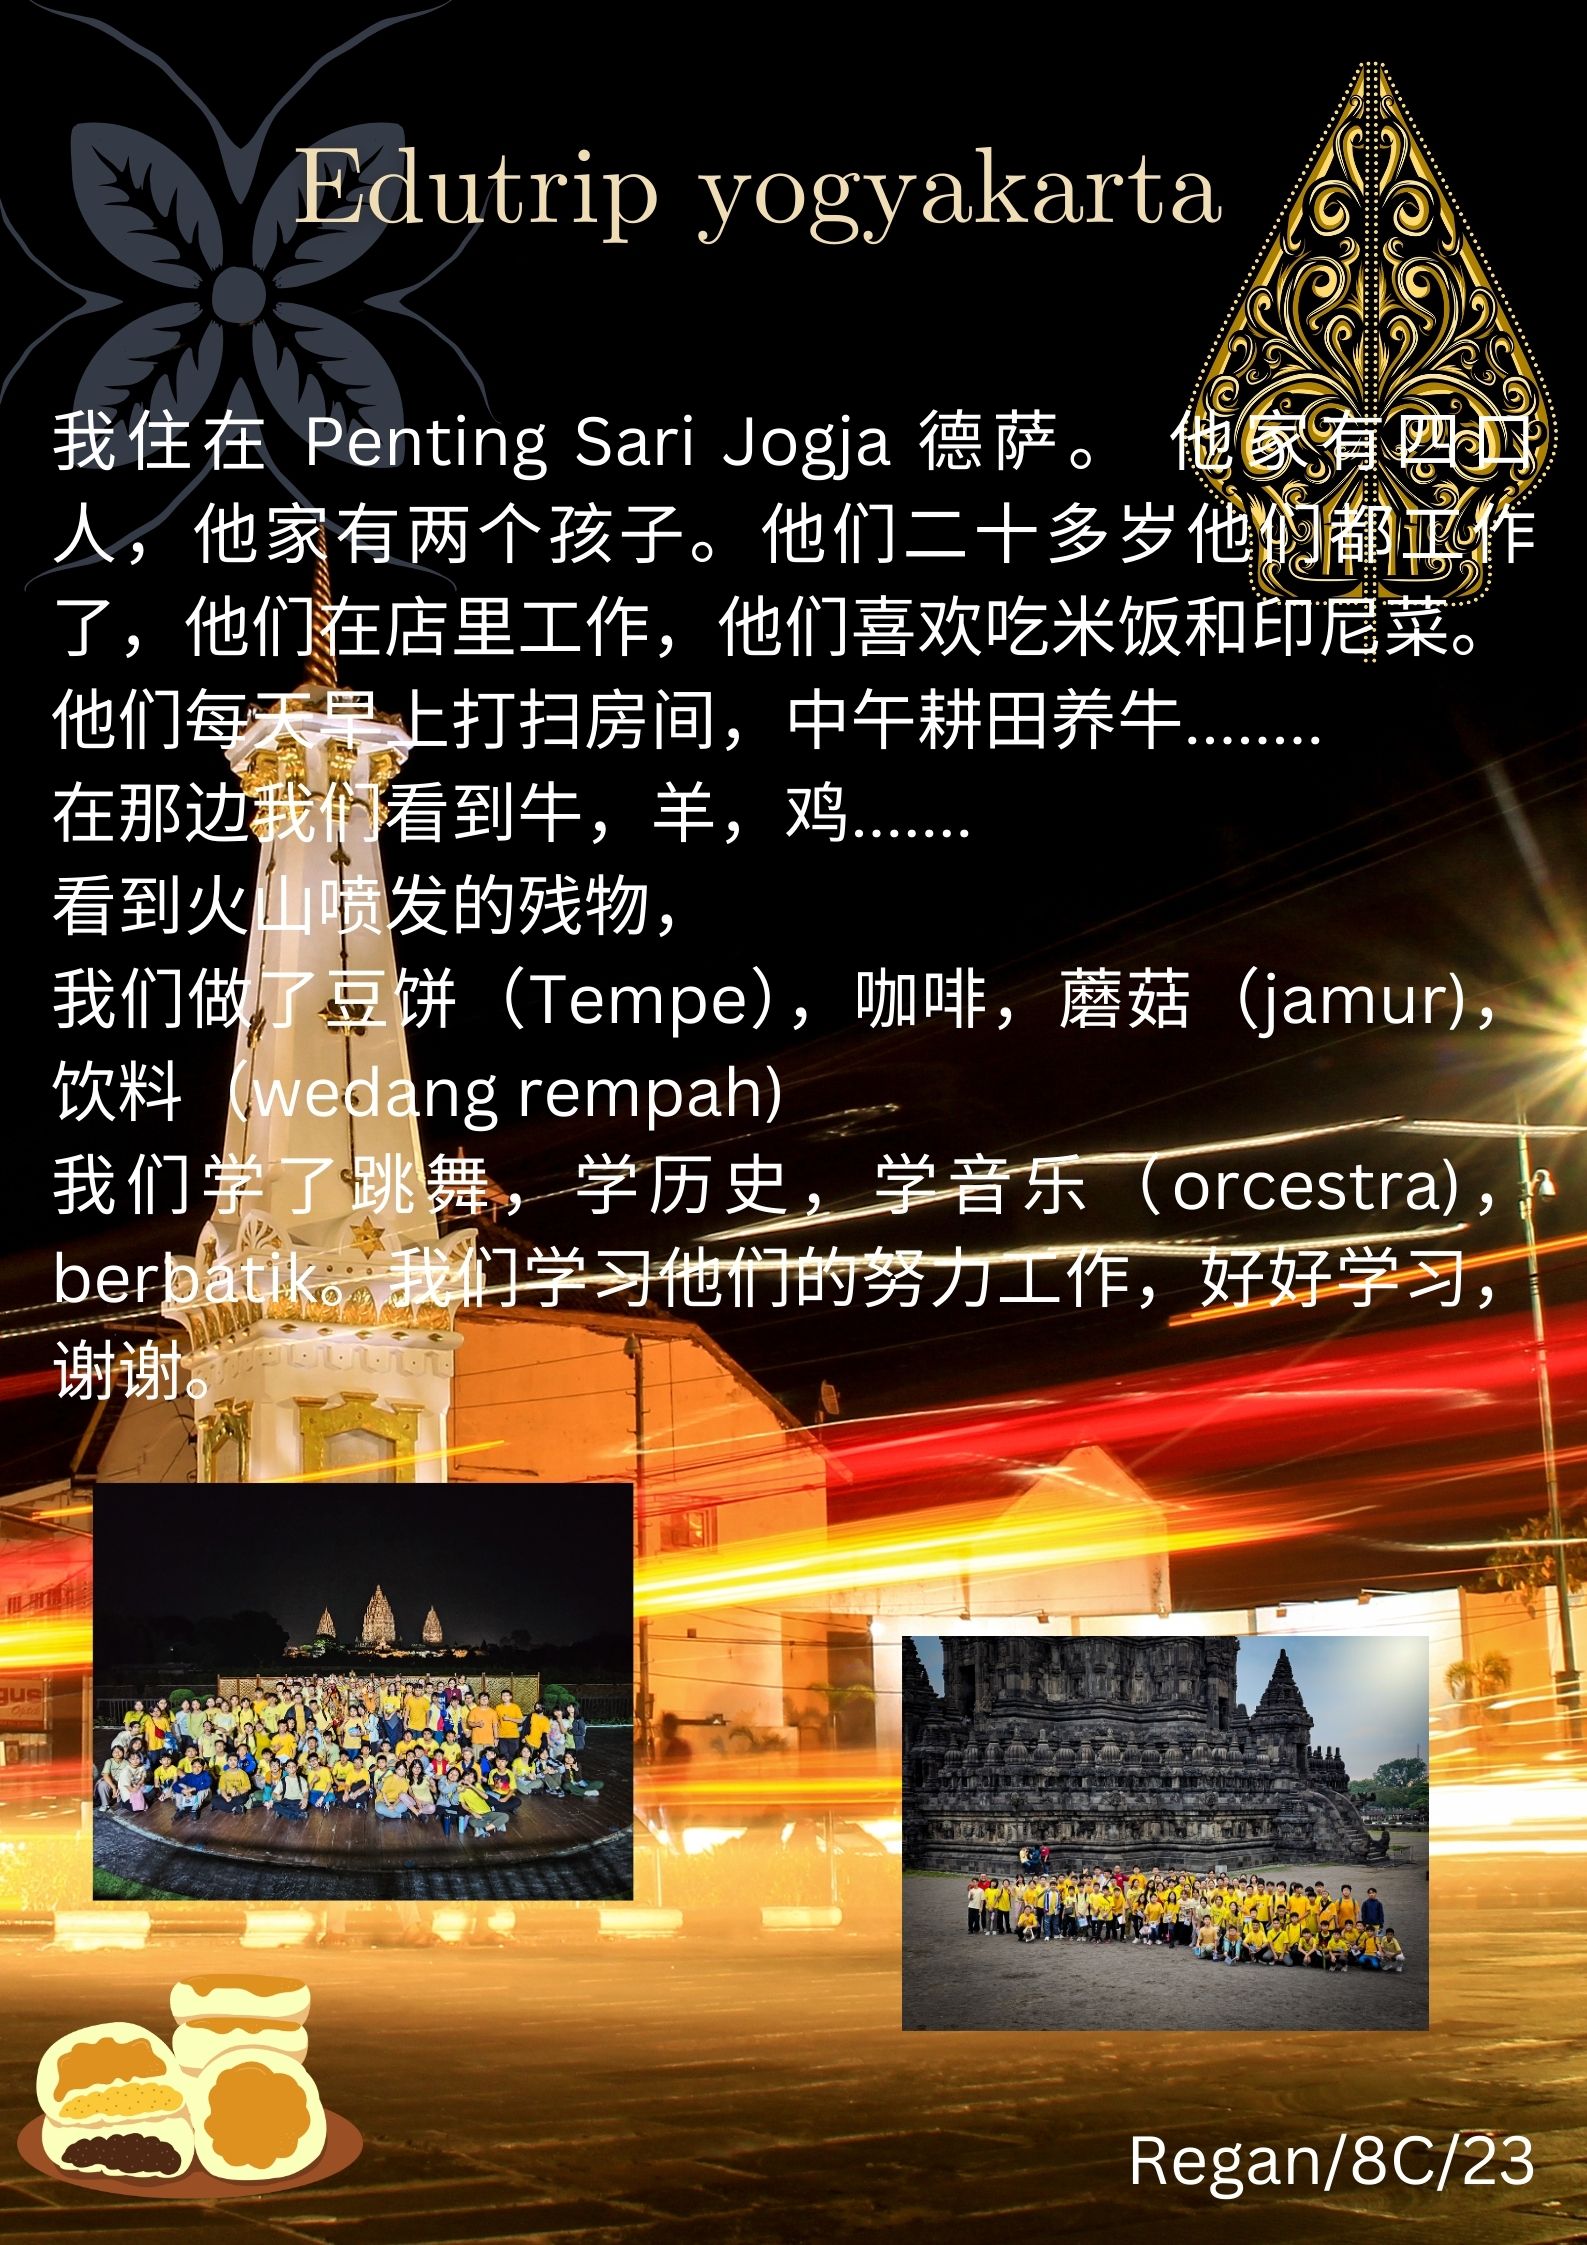 Edutrip yogyakarta
我住在 Penting Sari Jogja 德萨。 他家有四口
人，他家有两个孩子。他们二十多岁他们都工作
了，他们在店里工作，他们喜欢吃米饭和印尼菜。
他们每天早上打扫房间，中午耕田养牛........
在那边我们看到牛，羊，鸡.......
看到火山喷发的残物，
我们做了豆饼（Tempe），咖啡，蘑菇（jamur)，
饮料（wedang rempah)
我们学了跳舞，学历史，学音乐（orcestra)，
berbatik。我们学习他们的努力工作，好好学习，
谢谢。
gus
Optik
Regan/8C/23